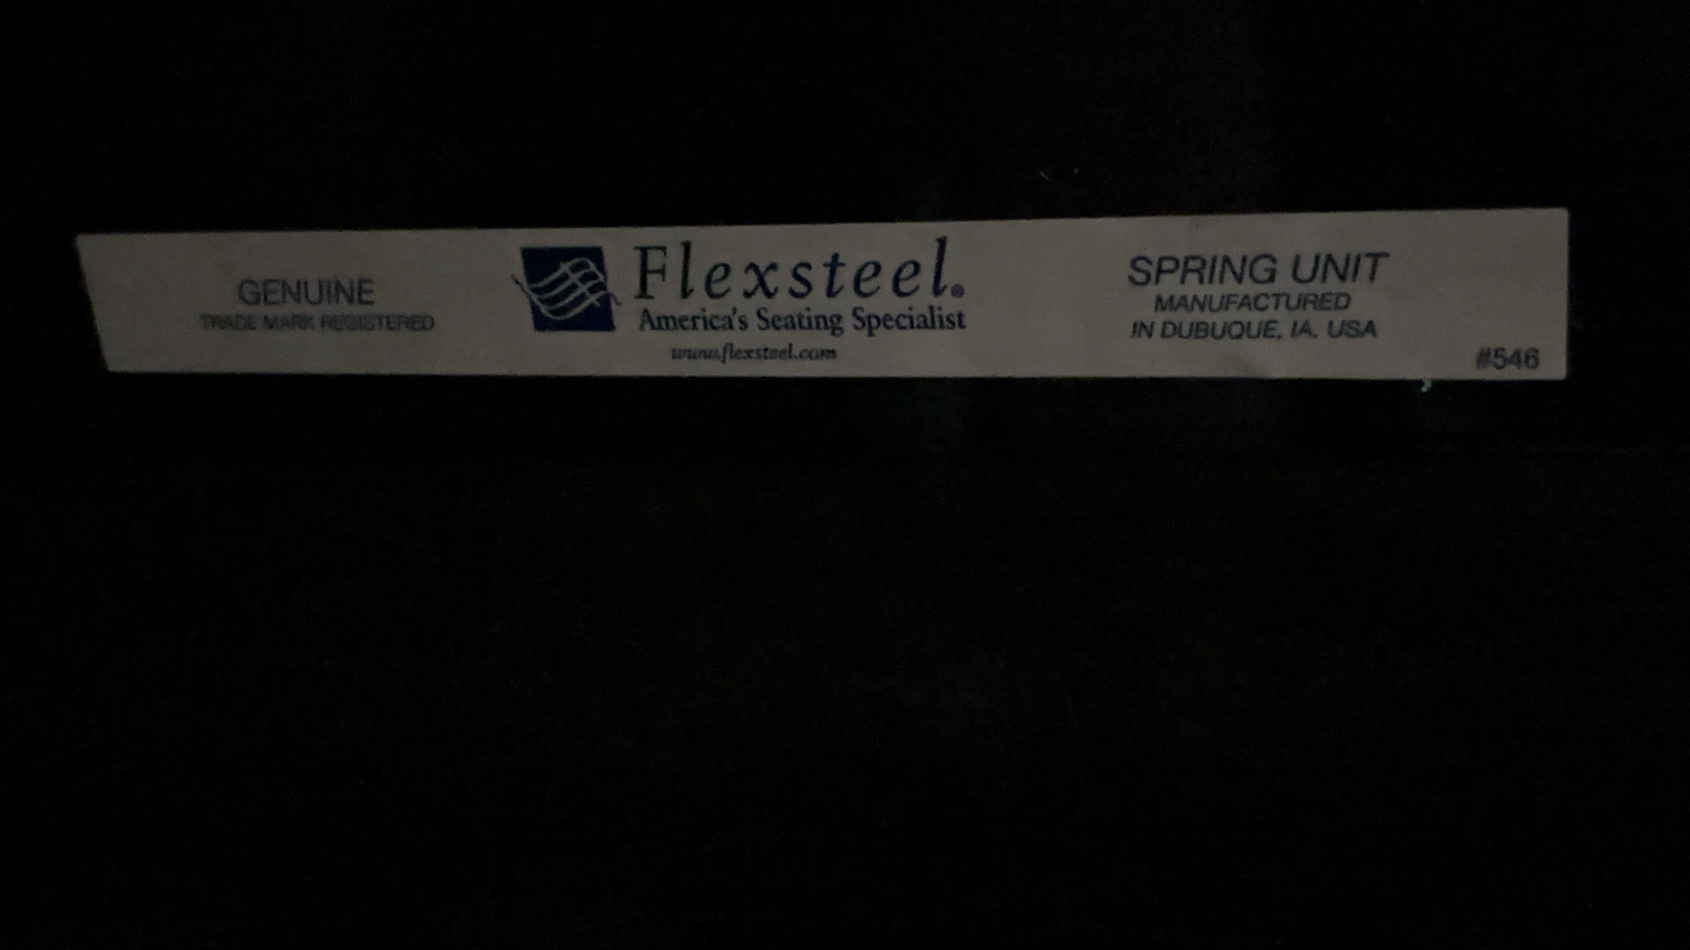 GENUINE
TRADE MARK REGISTERED
Flexsteel®
America's Seating Specialist
www.flexsteel.com
SPRING UNIT
MANUFACTURED
IN DUBUQUE, IA. USA
#546